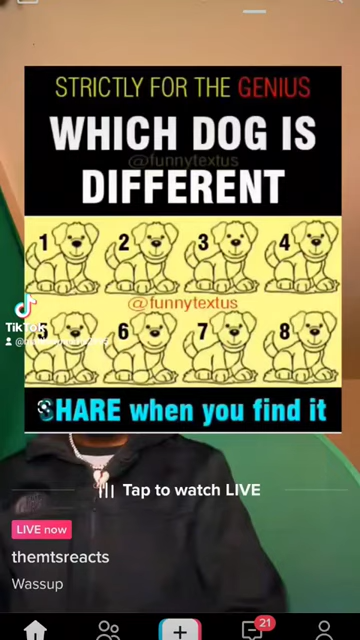 STRICTLY FOR THE GENIUS
WHICH DOG IS
@funnytextus
DIFFERENT
1 2 3 4
@funnytextus
TikTok
6 7 8
SHARE when you find it
Tap to watch LIVE
LIVE now
themtsreacts
Wassup
21